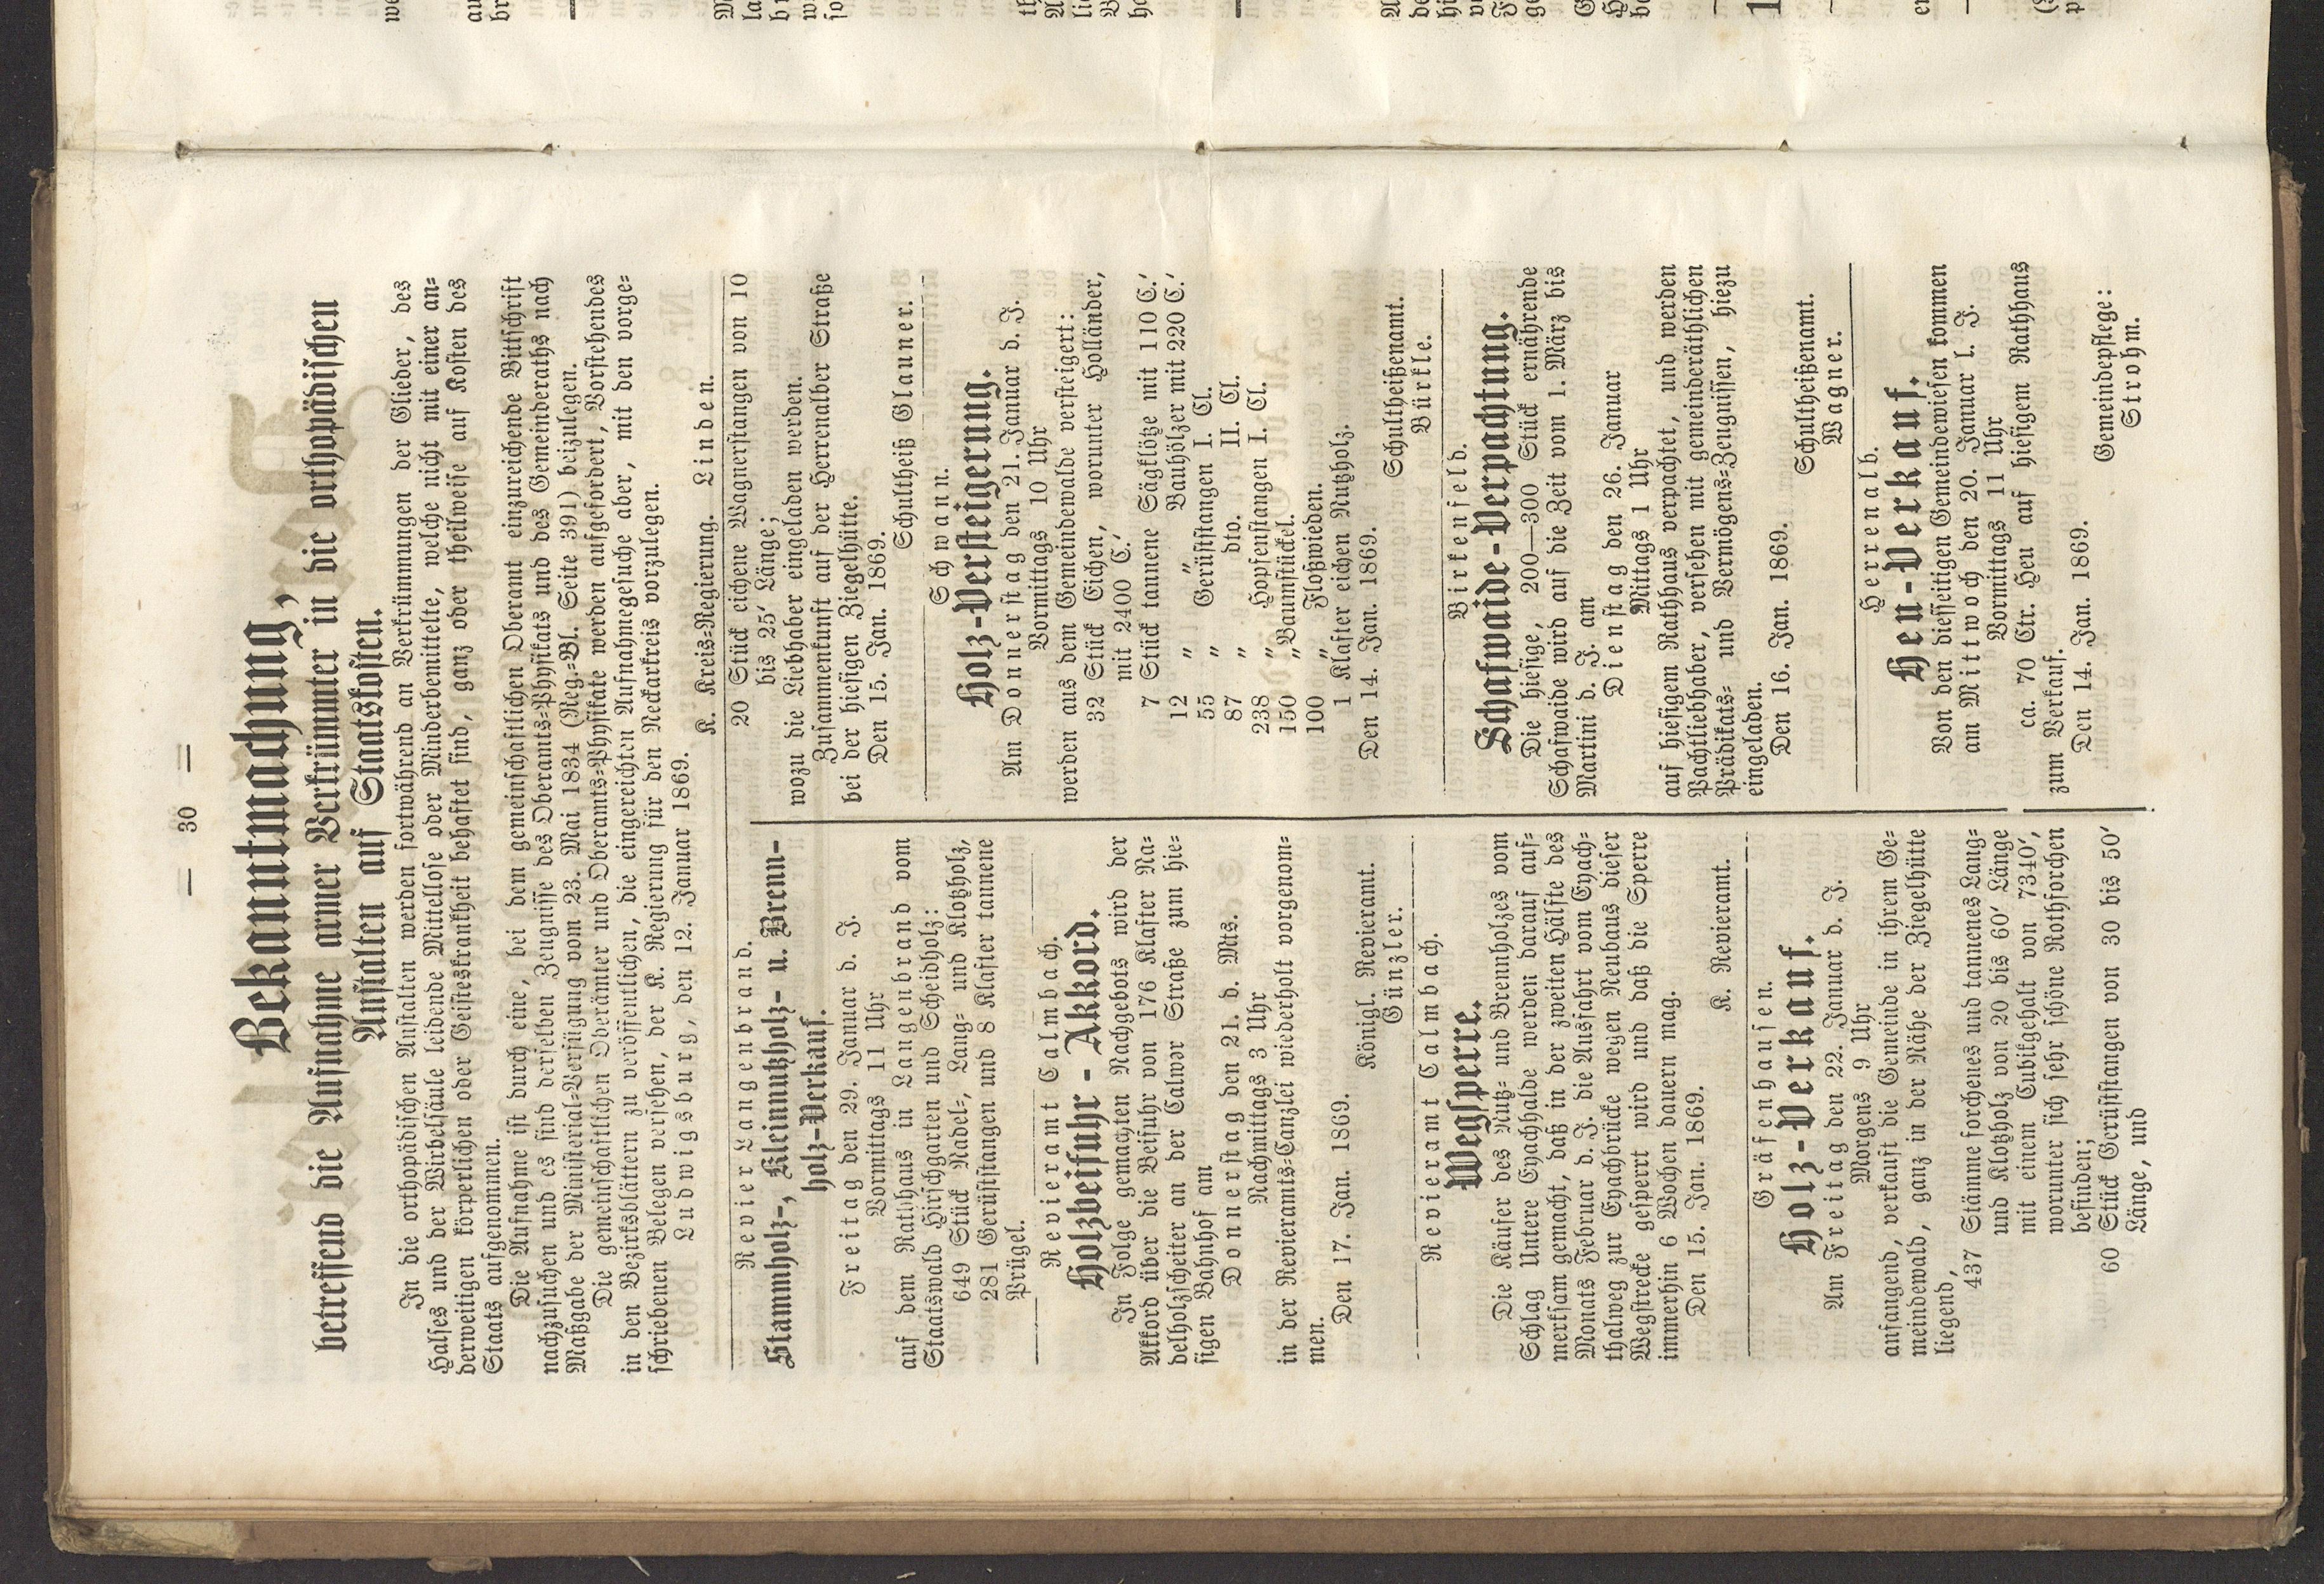 — 30 —
Bekanntmachung,
betreffend die Aufnahme armer Verkrümmter in die orthopädischen
Anstalten auf Staatskosten.
In die orthopädischen Anstalten werden fortwährend an Verkrümmungen der Glieder, des
Halses und der Wirbelsäule leidende Mittellose oder Minderbemittelte, welche nicht mit einer an-
derweitigen körperlichen oder Geisteskrankheit behaftet sind, ganz oder theilweise auf Kosten des
Staats aufgenommen.
Die Aufnahme ist durch eine, bei dem gemeinschaftlichen Oberamt einzureichende Bittschrift
nachzusuchen und es sind derselben Zeugnisse des Oberamts-Physikats und des Gemeinderaths nach
Maßgabe der Ministerial-Verfügung vom 23. Mai 1834 (Reg.-Bl. Seite 391) beizulegen.
Die gemeinschaftlichen Oberämter und Oberamts-Physikate werden aufgefordert, Vorstehendes
in den Bezirksblättern zu veröffentlichen, die eingereichten Aufnahmegesuche aber, mit den vorge-
schriebenen Belegen versehen, der K. Regierung für den Neckarkreis vorzulegen.
Ludwigsburg, den 12. Januar 1869.
K. Kreis-Regierung. Linden.
Revier Langenbrand.
Stammholz-, Kleinnutzholz- u. Brenn-
holz-Verkauf.
Freitag den 29. Januar d. J.
Vormittags 11 Uhr
auf dem Rathhaus in Langenbrand vom
Staatswald Hirschgarten und Scheidholz:
649 Stück Nadel-, Lang- und Klotzholz,
281 Gerüststangen und 8 Klafter tannene
Prügel.
Revieramt Calmbach.
Holzbeifuhr - Akkord.
In Folge gemachten Nachgebots wird der
Akkord über die Beifuhr von 176 Klafter Na-
delholzscheiter an der Calwer Straße zum hie-
sigen Bahnhof am
Donnerstag den 21. d. Mts.
Nachmittags 3 Uhr
in der Revieramts-Canzlei wiederholt vorgenom-
men.
Den 17. Jan. 1869.
Königl. Revieramt.
Günzler.
Revieramt Calmbach.
Wegsperre.
Die Käufer des Nutz- und Brennholzes vom
Schlag Untere Eyachhalde werden darauf auf-
merksam gemacht, daß in der zweiten Hälfte des
Monats Februar d. J. die Ausfahrt vom Eyach-
thalweg zur Eyachbrücke wegen Neubaus dieser
Wegstrecke gesperrt wird und daß die Sperre
immerhin 6 Wochen dauern mag.
Den 15. Jan. 1869.
K. Revieramt.
Gräfenhausen.
Holz-Verkauf.
Am Freitag den 22. Januar d. J.
Morgens 9 Uhr
anfangend, verkauft die Gemeinde in ihrem Ge-
meindewald, ganz in der Nähe der Ziegelhütte
liegend,
437 Stämme forchenes und tannenes Lang-
und Klotzholz von 20 bis 60' Länge
mit einem Cubikgehalt von 7340',
worunter sich sehr schöne Rothforchen
befinden;
60 Stück Gerüststangen von 30 bis 50'
Länge, und
20 Stück eichene Wagnerstangen von 10
bis 25' Länge;
wozu die Liebhaber eingeladen werden.
Zusammenkunft auf der Herrenalber Straße
bei der hiesigen Ziegelhütte.
Den 15. Jan. 1869.
Schultheiß Glauner.
Schwann.
Holz-Versteigerung.
Am Donnerstag den 21. Januar d. J.
Vormittags 10 Uhr
werden aus dem Gemeindewalde versteigert:
32 Stück Eichen, worunter Holländer,
mit 2400 C.'
7 Stück tannene Sägklötze mit 110 C.'
12 „ „ Bauhölzer mit 220 C.'
55 „ Gerüststangen I. Cl.
87 „ dto. II. Cl.
238 „ Hopfenstangen I. Cl.
150 „ Baumstückel.
100 „ Floßwieden.
1 Klafter eichen Nutzholz.
Den 14. Jan. 1869.
Schultheißenamt.
Bürkle.
Birkenfeld.
Schafwaide-Verpachtung.
Die hiesige, 200—300 Stück ernährende
Schafwaide wird auf die Zeit vom 1. März bis
Martini d. J. am
Dienstag den 26. Januar
Mittags 1 Uhr
auf hiesigem Rathhaus verpachtet, und werden
Pachtliebhaber, versehen mit gemeinderäthlichen
Prädikats- und Vermögens-Zeugnissen, hiezu
eingeladen.
Den 16. Jan. 1869.
Schultheißenamt.
Wagner.
Herrenalb.
Heu-Verkauf.
Von den diesseitigen Gemeindewiesen kommen
am Mittwoch den 20. Januar l. J.
Vormittags 11 Uhr
ca. 70 Ctr. Heu auf hiesigem Rathhaus
zum Verkauf.
Den 14. Jan. 1869.
Gemeindepflege:
Strohm.